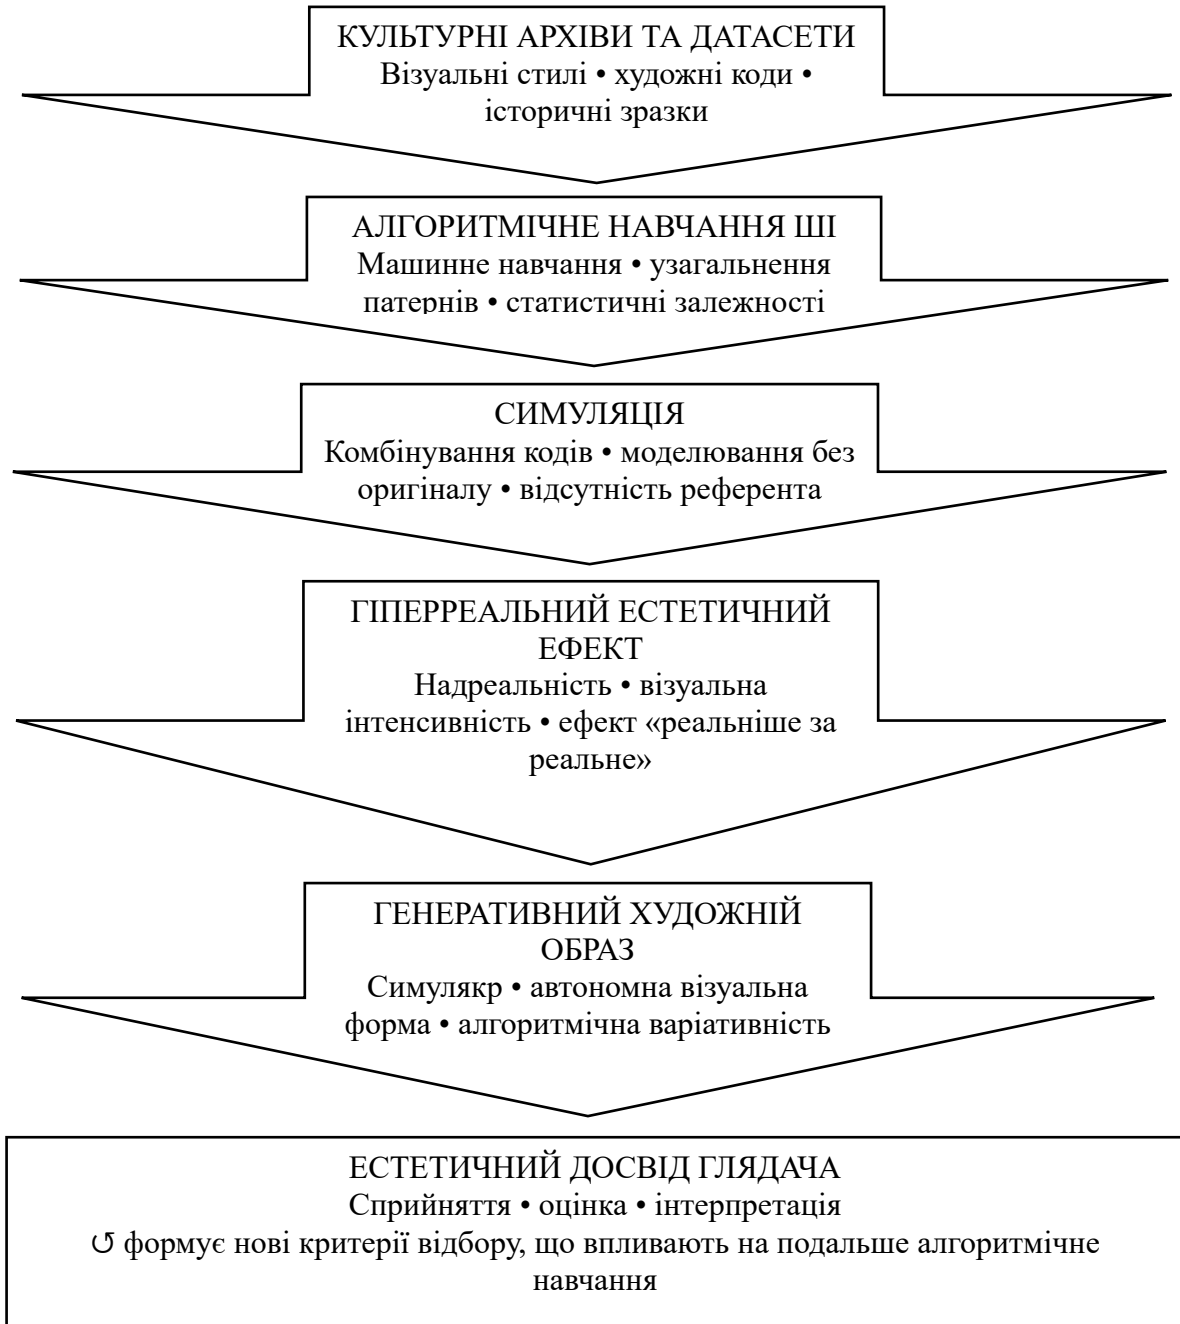 КУЛЬТУРНІ АРХІВИ ТА ДАТАСЕТИ
Візуальні стилі • художні коди •
історичні зразки
АЛГОРИТМІЧНЕ НАВЧАННЯ ШІ
Машинне навчання • узагальнення
патернів • статистичні залежності
СИМУЛЯЦІЯ
Комбінування кодів • моделювання без
оригіналу • відсутність референта
ГІПЕРРЕАЛЬНИЙ ЕСТЕТИЧНИЙ
ЕФЕКТ
Надреальність • візуальна
інтенсивність • ефект «реальніше за
реальне»
ГЕНЕРАТИВНИЙ ХУДОЖНІЙ
ОБРАЗ
Симулякр • автономна візуальна
форма • алгоритмічна варіативність
ЕСТЕТИЧНИЙ ДОСВІД ГЛЯДАЧА
Сприйняття • оцінка • інтерпретація
↺ формує нові критерії відбору, що впливають на подальше алгоритмічне
навчання